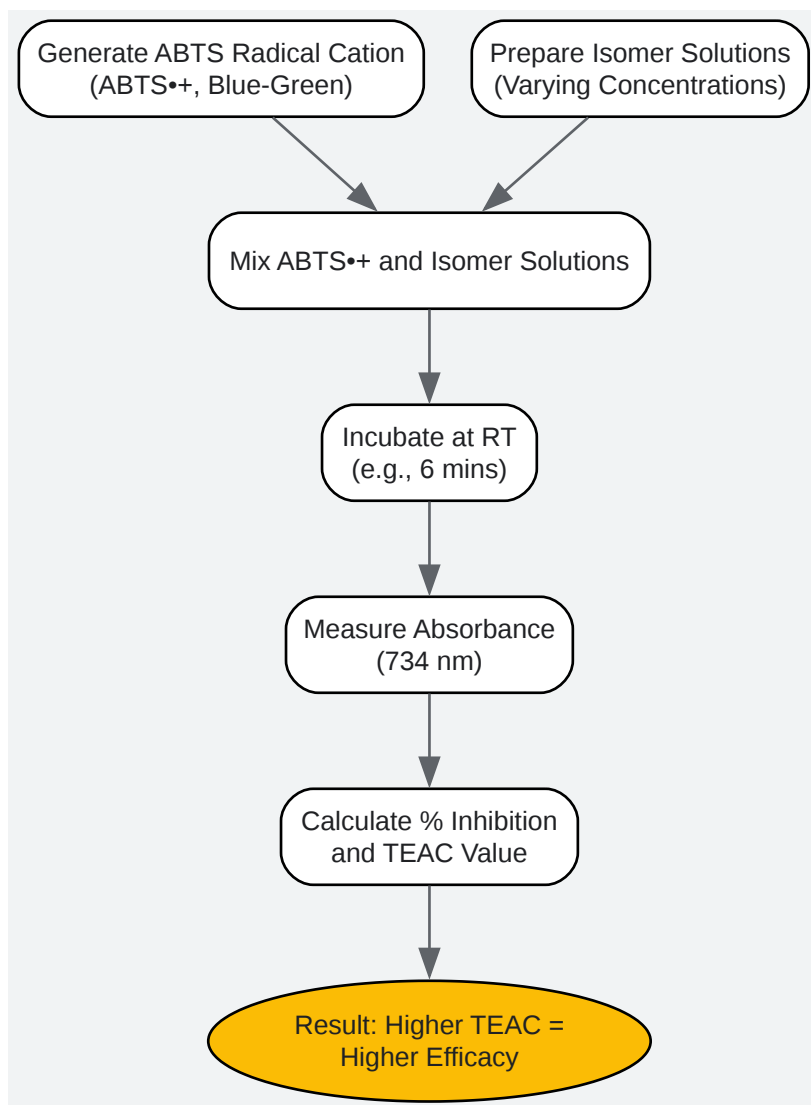 Generate ABTS Radical Cation
(ABTS•+, Blue-Green)
Prepare Isomer Solutions
(Varying Concentrations)
Mix ABTS•+ and Isomer Solutions
Incubate at RT
(e.g., 6 mins)
Measure Absorbance
(734 nm)
Calculate % Inhibition
and TEAC Value
Result: Higher TEAC =
Higher Efficacy